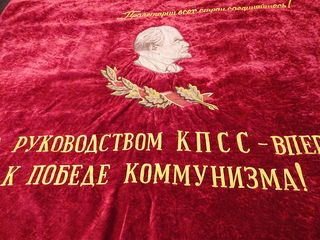 Пролетарии всех стран, соединяйтесь!
РУКОВОДСТВОМ КПСС – ВПЕР
К ПОБЕДЕ КОММУНИЗМА!